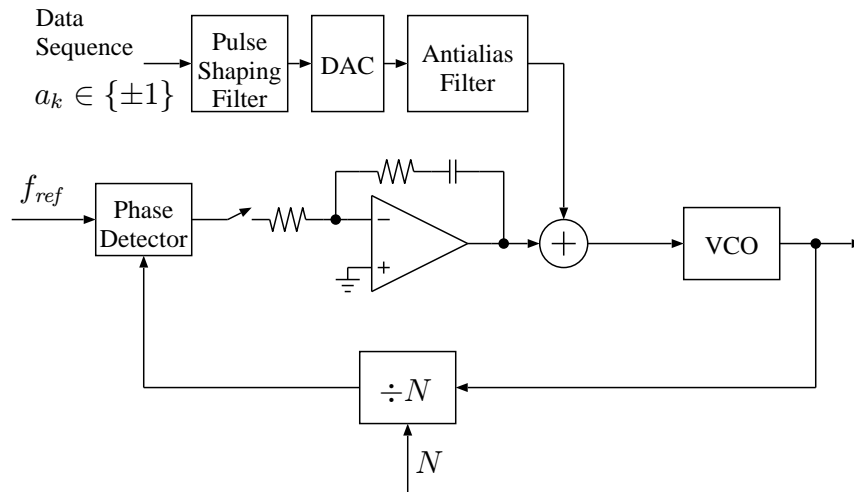 Data
Sequence
a_k ∈ {±1}
Pulse
Shaping
Filter
DAC
Antialias
Filter
f_ref
Phase
Detector
−
+
+
VCO
÷N
N